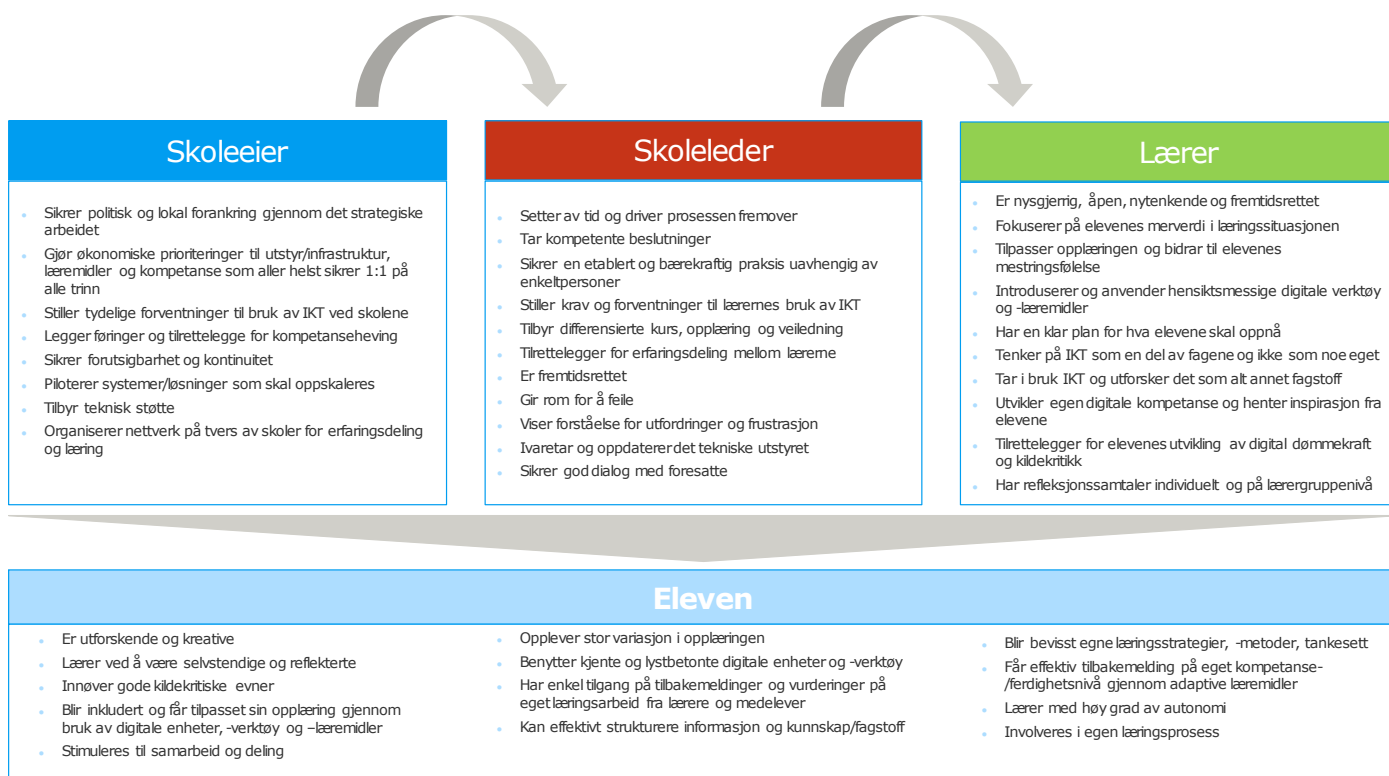 Skoleeier
Sikrer politisk og lokal forankring gjennom det strategiske
arbeidet
Gjør økonomiske prioriteringer til utstyr/infrastruktur,
læremidler og kompetanse som aller helst sikrer 1:1 på
alle trinn
Stiller tydelige forventninger til bruk av IKT ved skolene
Legger føringer og tilrettelegge for kompetanseheving
Sikrer forutsigbarhet og kontinuitet
Piloterer systemer/løsninger som skal oppskaleres
Tilbyr teknisk støtte
Organiserer nettverk på tvers av skoler for erfaringsdeling
og læring
Skoleleder
Setter av tid og driver prosessen fremover
Tar kompetente beslutninger
Sikrer en etablert og bærekraftig praksis uavhengig av
enkeltpersoner
Stiller krav og forventninger til lærernes bruk av IKT
Tilbyr differensierte kurs, opplæring og veiledning
Tilrettelegger for erfaringsdeling mellom lærerne
Er fremtidsrettet
Gir rom for å feile
Viser forståelse for utfordringer og frustrasjon
Ivaretar og oppdaterer det tekniske utstyret
Sikrer god dialog med foresatte
Lærer
Er nysgjerrig, åpen, nytenkende og fremtidsrettet
Fokuserer på elevenes merverdi i læringssituasjonen
Tilpasser opplæringen og bidrar til elevenes
mestringsfølelse
Introduserer og anvender hensiktsmessige digitale verktøy
og -læremidler
Har en klar plan for hva elevene skal oppnå
Tenker på IKT som en del av fagene og ikke som noe eget
Tar i bruk IKT og utforsker det som alt annet fagstoff
Utvikler egen digitale kompetanse og henter inspirasjon fra
elevene
Tilrettelegger for elevenes utvikling av digital dømmekraft
og kildekritikk
Har refleksjonssamtaler individuelt og på lærergruppenivå
Eleven
Er utforskende og kreative
Lærer ved å være selvstendige og reflekterte
Innøver gode kildekritiske evner
Blir inkludert og får tilpasset sin opplæring gjennom
bruk av digitale enheter, -verktøy og –læremidler
Stimuleres til samarbeid og deling
Opplever stor variasjon i opplæringen
Benytter kjente og lystbetonte digitale enheter og -verktøy
Har enkel tilgang på tilbakemeldinger og vurderinger på
eget læringsarbeid fra lærere og medelever
Kan effektivt strukturere informasjon og kunnskap/fagstoff
Blir bevisst egne læringsstrategier, -metoder, tankesett
Får effektiv tilbakemelding på eget kompetanse-
/ferdighetsnivå gjennom adaptive læremidler
Lærer med høy grad av autonomi
Involveres i egen læringsprosess